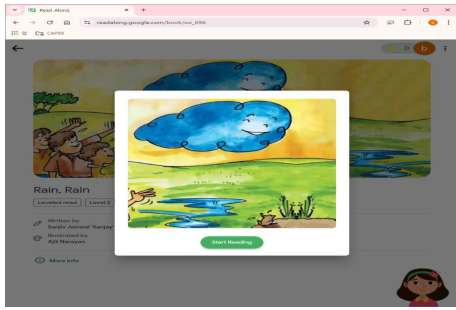 Read Along
readalong.google.com/book/sw_696
CAPSS
b
Rain, Rain
Leveled read
Level 2
Written by
Sanjiv Jaiswal 'Sanjay'
Illustrated by
Ajit Narayan
More info
Start Reading